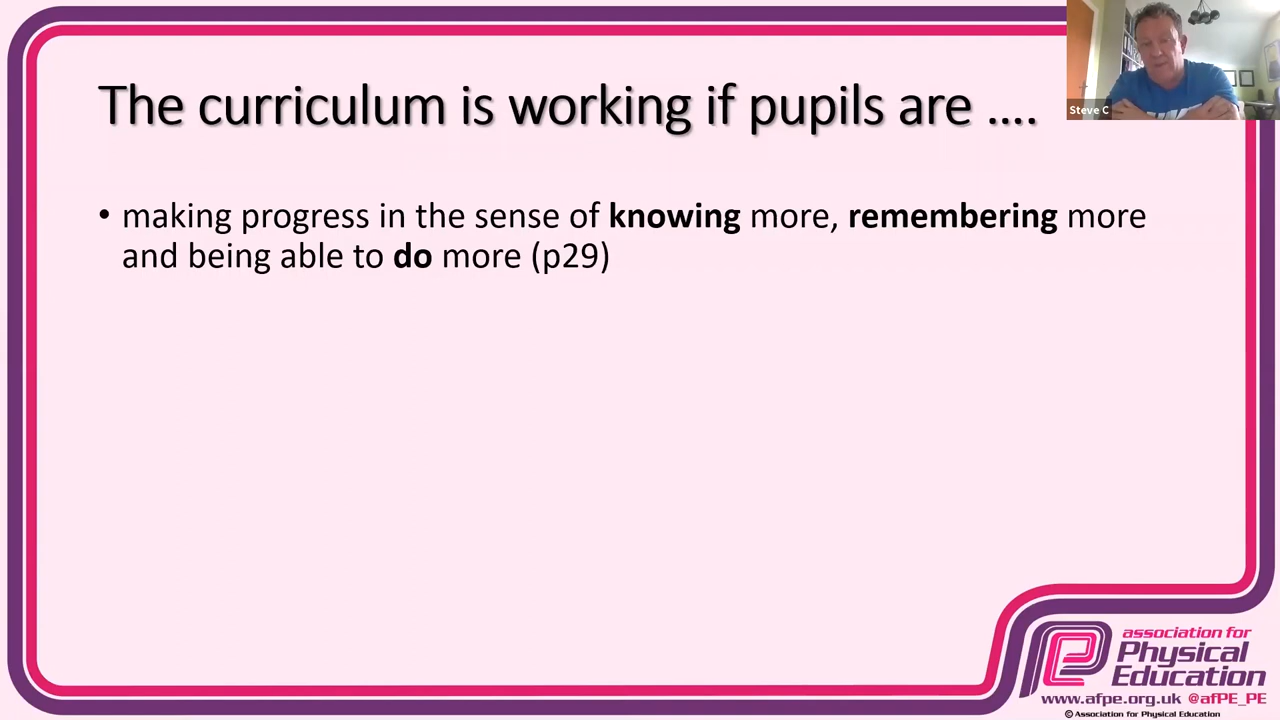 The curriculum is working if pupils are ....
Steve C
• making progress in the sense of knowing more, remembering more
and being able to do more (p29)
association for
Physical
Education
www.afpe.org.uk @afPE_PE
© Association for Physical Education